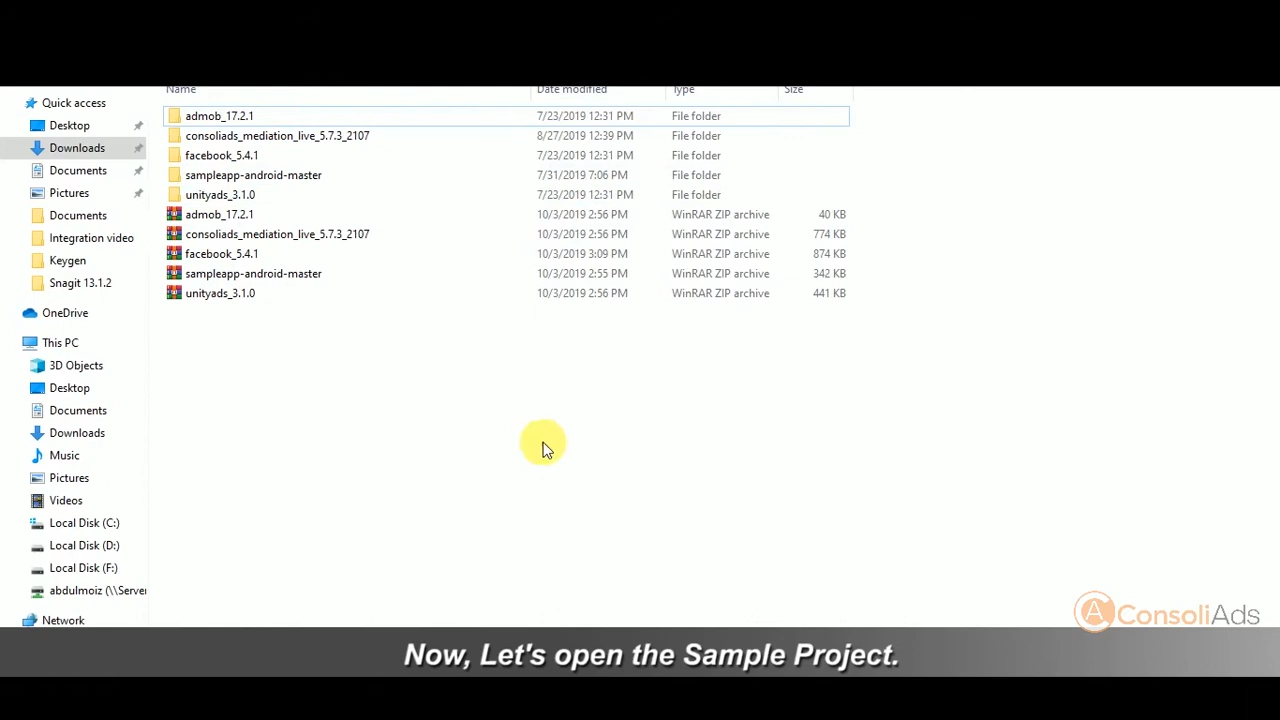 Name Date modified Type Size
Quick access
Desktop
Downloads
Documents
Pictures
Documents
Integration video
Keygen
Snagit 13.1.2
OneDrive
This PC
3D Objects
Desktop
Documents
Downloads
Music
Pictures
Videos
Local Disk (C:)
Local Disk (D:)
Local Disk (F:)
abdulmoiz (\\Server
Network
admob_17.2.1 7/23/2019 12:31 PM File folder
consoliads_mediation_live_5.7.3_2107 8/27/2019 12:39 PM File folder
facebook_5.4.1 7/23/2019 12:31 PM File folder
sampleapp-android-master 7/31/2019 7:06 PM File folder
unityads_3.1.0 7/23/2019 12:31 PM File folder
admob_17.2.1 10/3/2019 2:56 PM WinRAR ZIP archive 40 KB
consoliads_mediation_live_5.7.3_2107 10/3/2019 2:56 PM WinRAR ZIP archive 774 KB
facebook_5.4.1 10/3/2019 3:09 PM WinRAR ZIP archive 874 KB
sampleapp-android-master 10/3/2019 2:55 PM WinRAR ZIP archive 342 KB
unityads_3.1.0 10/3/2019 2:56 PM WinRAR ZIP archive 441 KB
ConsoliAds
Now, Let's open the Sample Project.